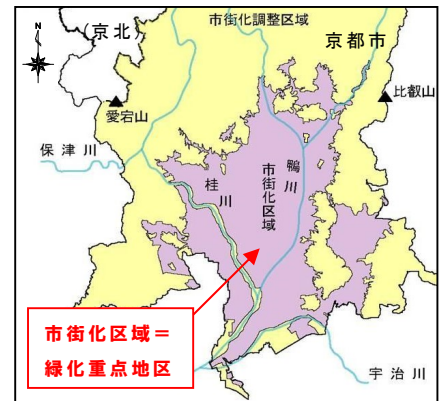 N
(京北)
市街化調整区域
京都市
愛宕山
比叡山
保津川
桂川
市街化区域
鴨川
市街化区域＝
緑化重点地区
宇治川